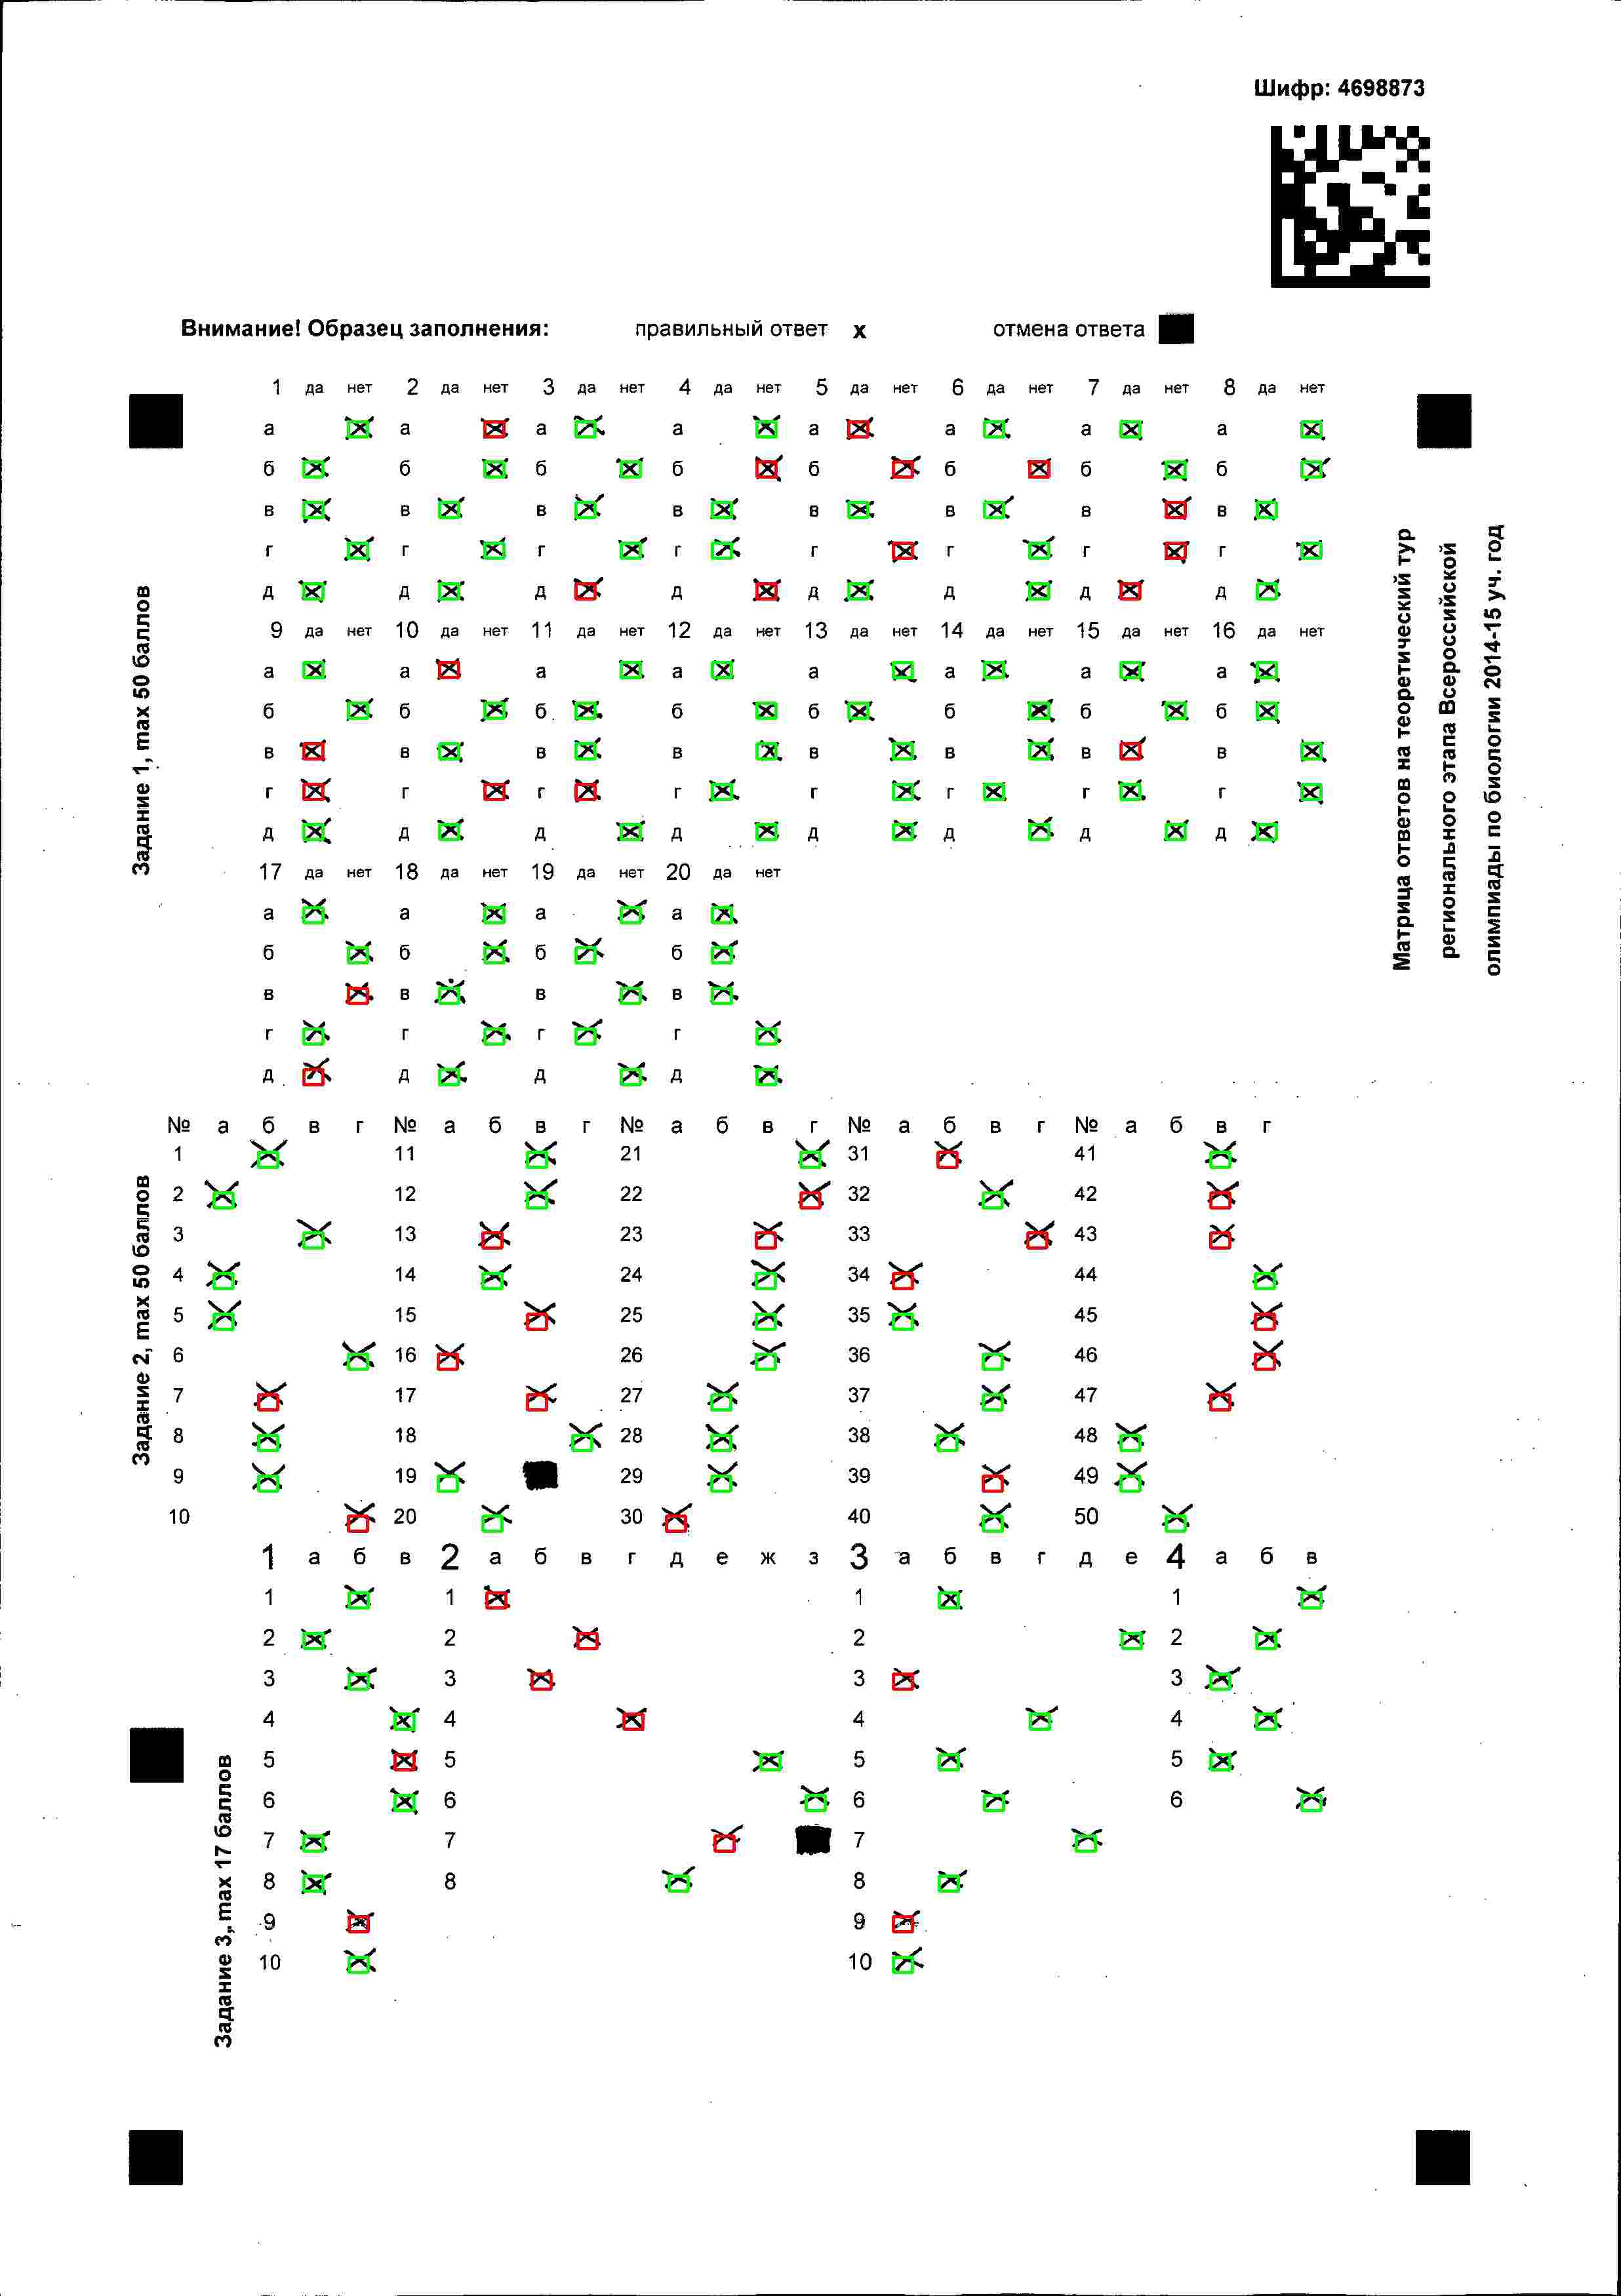 Шифр: 4698873
Внимание! Образец заполнения: правильный ответ x отмена ответа
1 да нет 2 да нет 3 да нет 4 да нет 5 да нет 6 да нет 7 да нет 8 да нет
а а а а а а а а
б б б б б б б б
в в в в в в в в
г г г г г г г г
д д д д д д д д
9 да нет 10 да нет 11 да нет 12 да нет 13 да нет 14 да нет 15 да нет 16 да нет
а а а а а а а а
б б б б б б б б
в в в в в в в в
г г г г г г г г
д д д д д д д д
17 да нет 18 да нет 19 да нет 20 да нет
а а а а
б б б б
в в в в
г г г г
д д д д
Задание 1, max 50 баллов
Матрица ответов на теоретический тур
регионального этапа Всероссийской
олимпиады по биологии 2014-15 уч. год
№ а б в г № а б в г № а б в г № а б в г № а б в г
1 11 21 31 41
2 12 22 32 42
3 13 23 33 43
4 14 24 34 44
5 15 25 35 45
6 16 26 36 46
7 17 27 37 47
8 18 28 38 48
9 19 29 39 49
10 20 30 40 50
Задание 2, max 50 баллов
1 а б в 2 а б в г д е ж з 3 а б в г д е 4 а б в
1 1 1 1
2 2 2 2
3 3 3 3
4 4 4 4
5 5 5 5
6 6 6 6
7 7 7
8 8 8
9 9
10 10
Задание 3, max 17 баллов